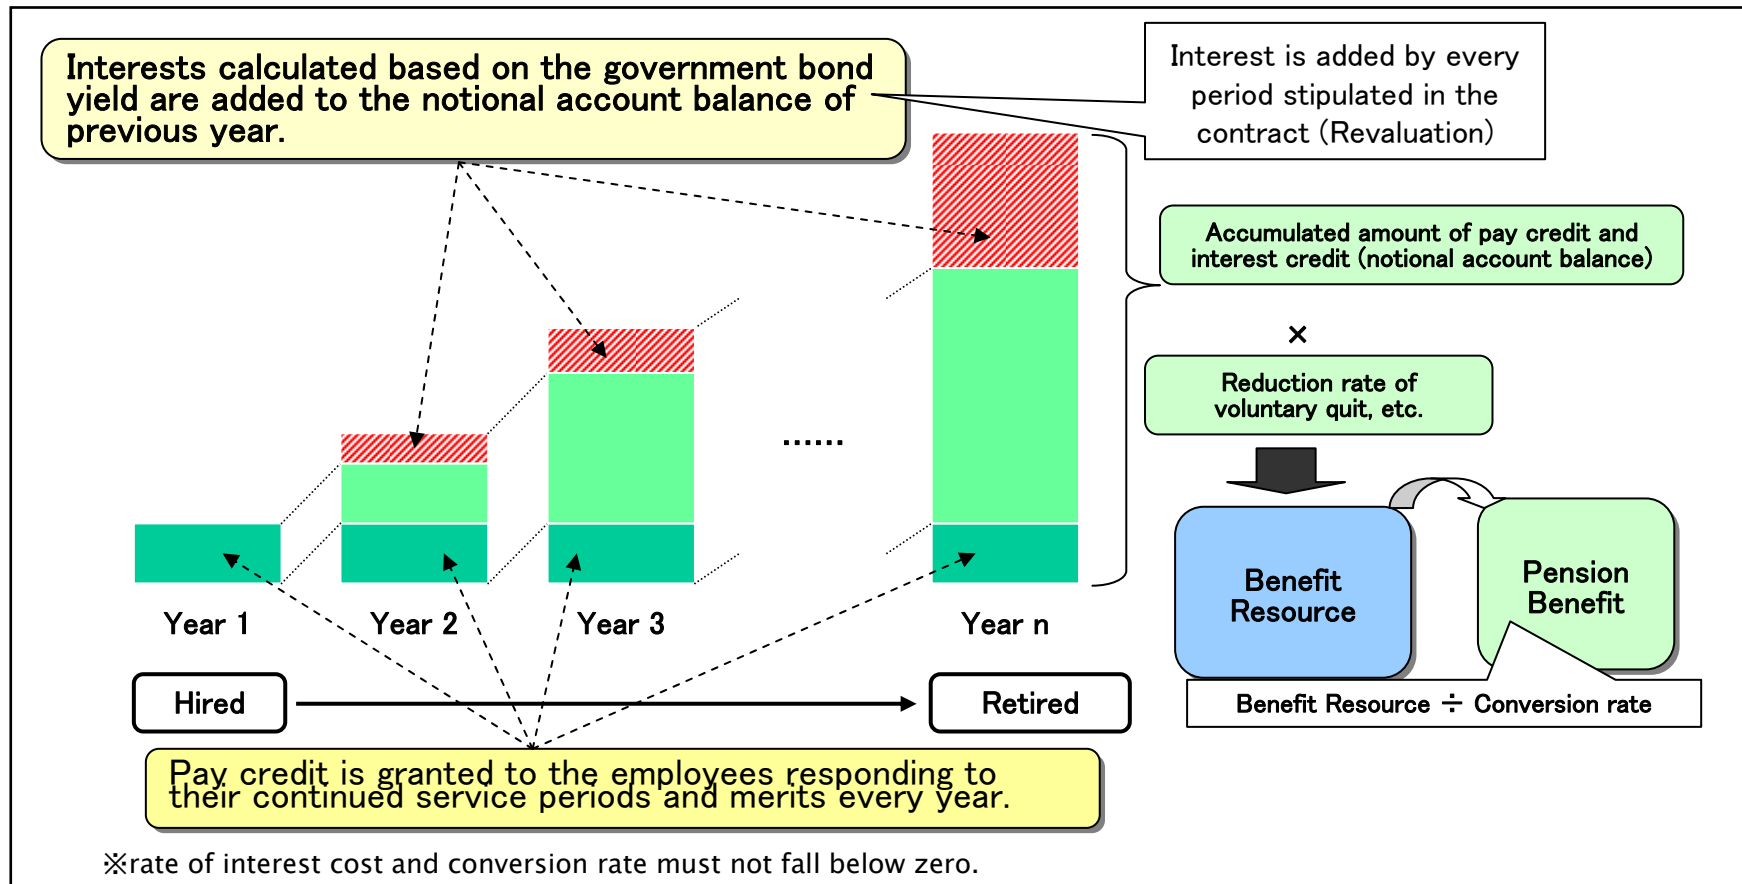 Interests calculated based on the government bond
yield are added to the notional account balance of
previous year.
Interest is added by every
period stipulated in the
contract (Revaluation)
Accumulated amount of pay credit and
interest credit (notional account balance)
×
Reduction rate of
voluntary quit, etc.
……
Benefit
Resource
Pension
Benefit
Year 1
Year 2
Year 3
Year n
Hired
Retired
Benefit Resource ÷ Conversion rate
Pay credit is granted to the employees responding to
their continued service periods and merits every year.
※rate of interest cost and conversion rate must not fall below zero.